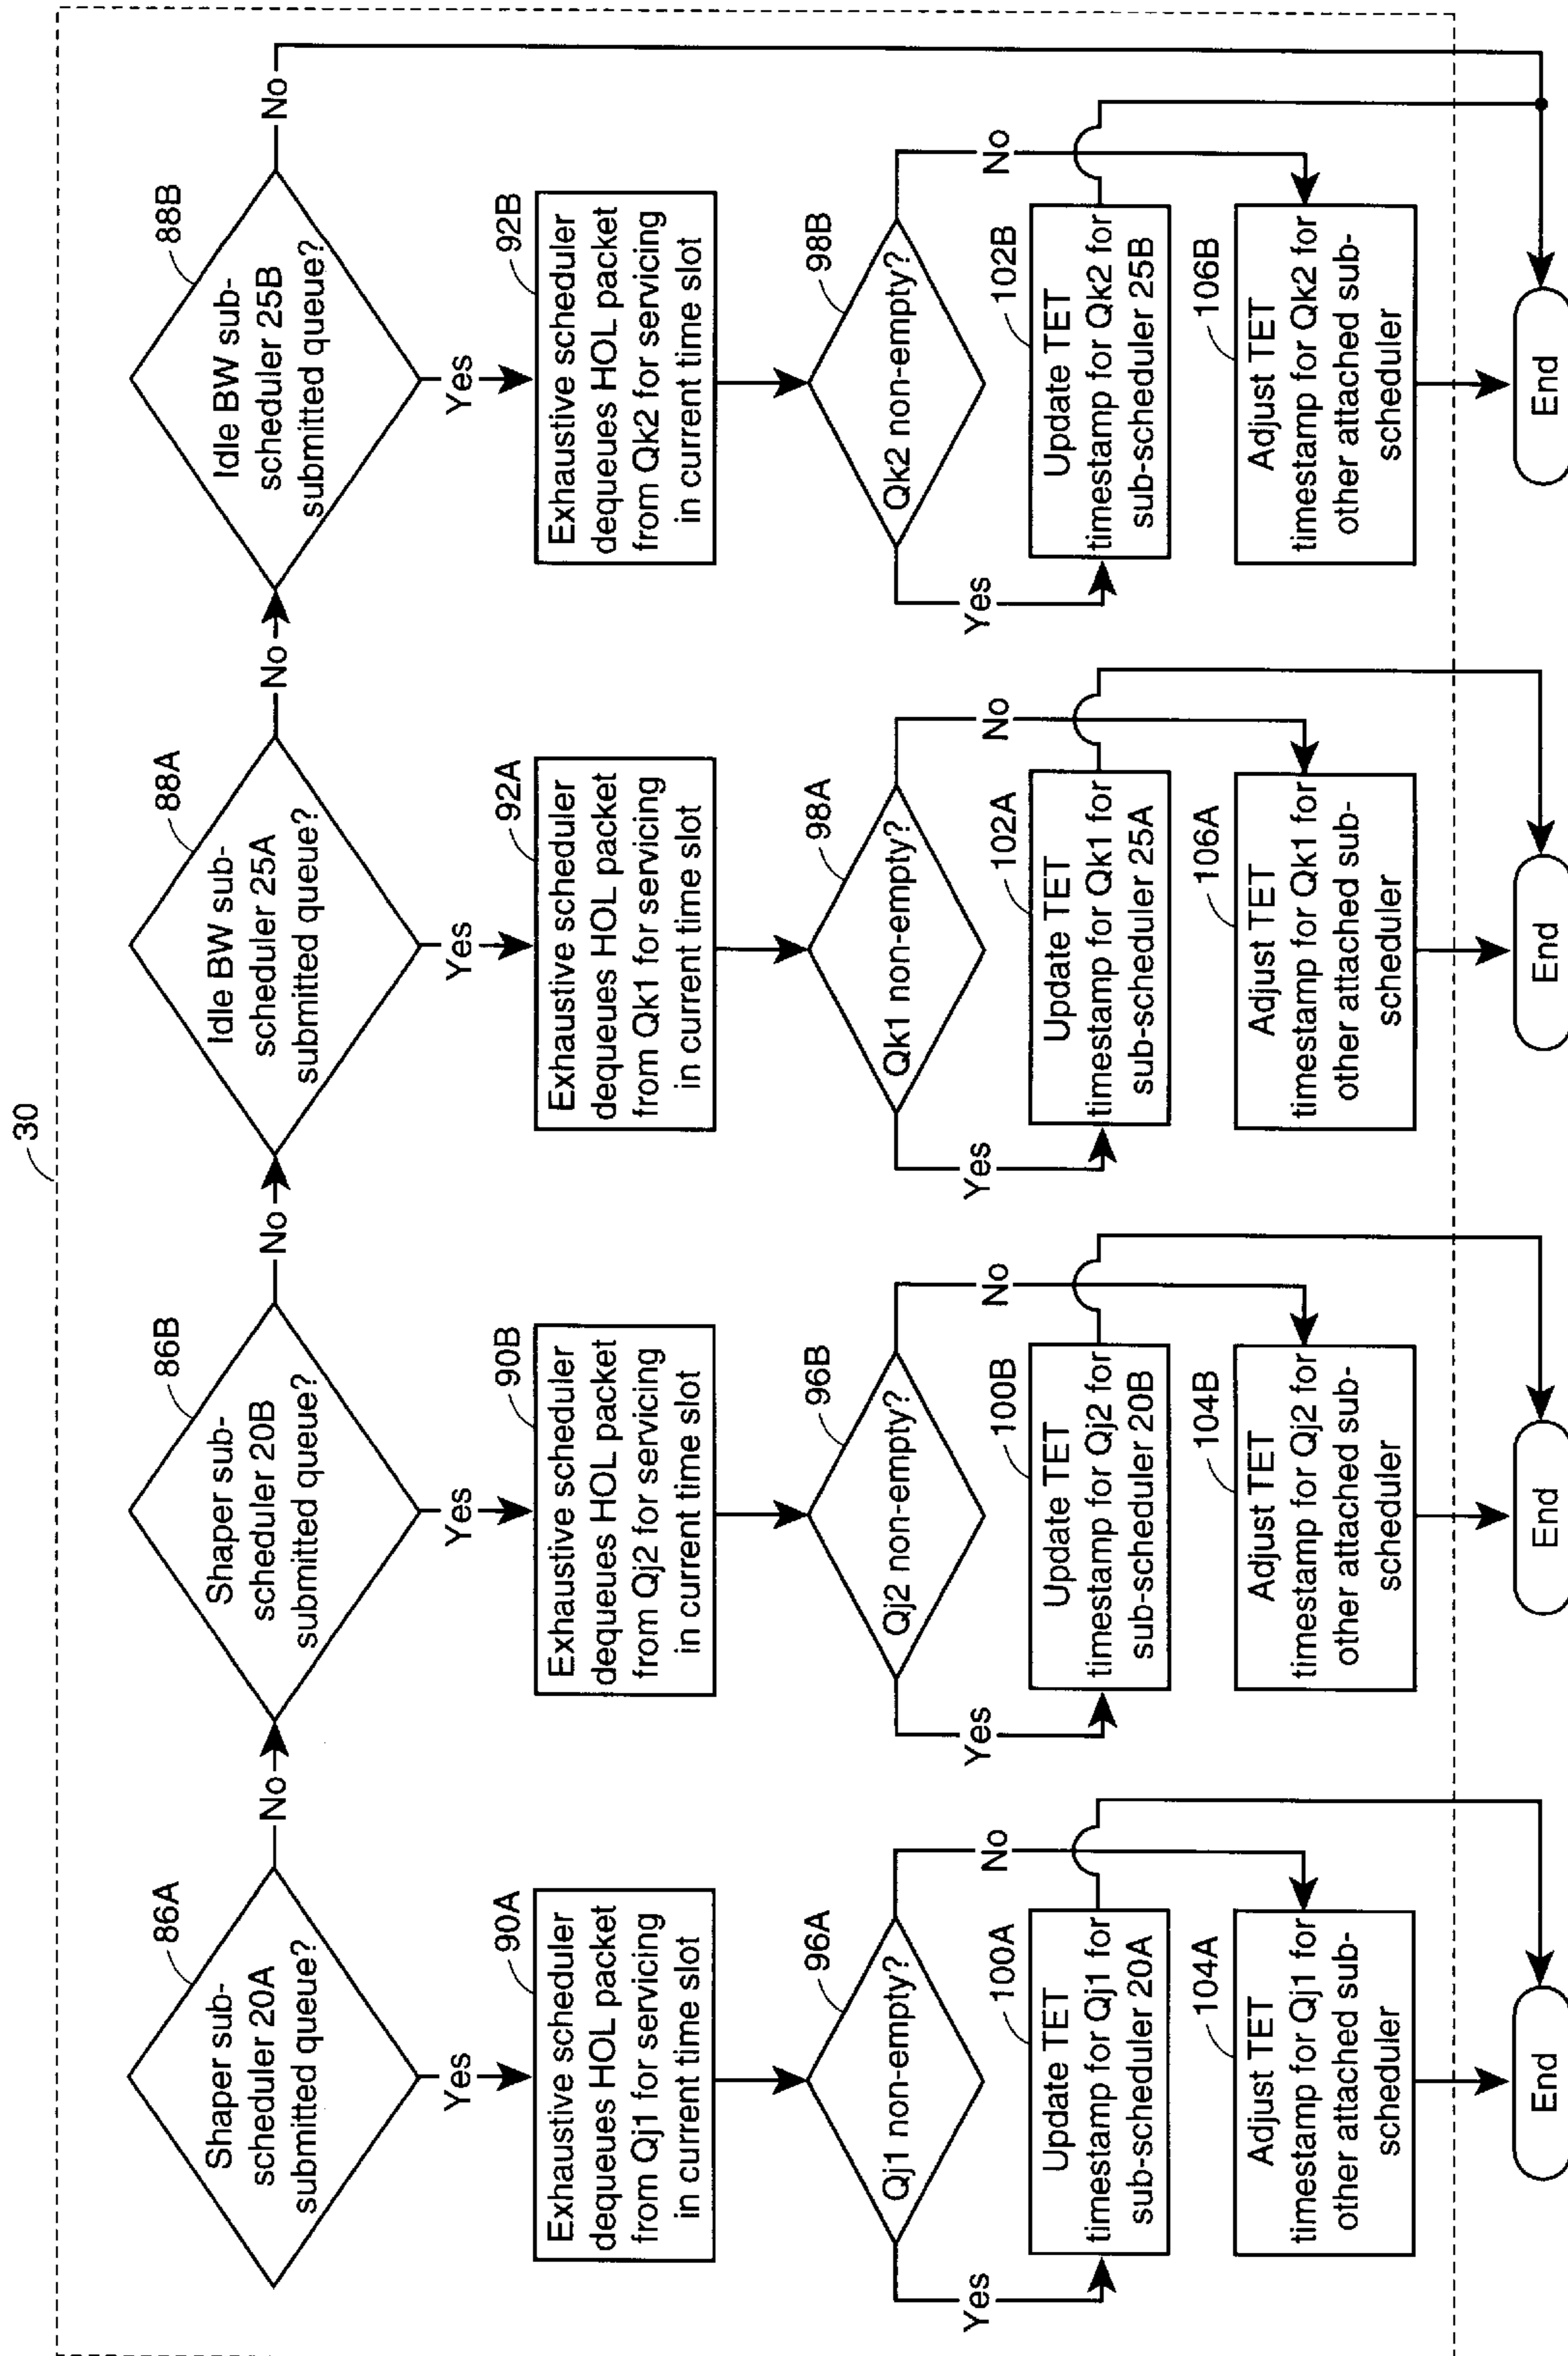 30
Shaper sub-
scheduler 20A
submitted queue?
86A
No
Yes
Exhaustive scheduler
dequeues HOL packet
from Qj1 for servicing
in current time slot
90A
Qj1 non-empty?
96A
Yes
No
Update TET
timestamp for Qj1 for
sub-scheduler 20A
100A
Adjust TET
timestamp for Qj1 for
other attached sub-
scheduler
104A
End
Shaper sub-
scheduler 20B
submitted queue?
86B
No
Yes
Exhaustive scheduler
dequeues HOL packet
from Qj2 for servicing
in current time slot
90B
Qj2 non-empty?
96B
Yes
No
Update TET
timestamp for Qj2 for
sub-scheduler 20B
100B
Adjust TET
timestamp for Qj2 for
other attached sub-
scheduler
104B
End
Idle BW sub-
scheduler 25A
submitted queue?
88A
No
Yes
Exhaustive scheduler
dequeues HOL packet
from Qk1 for servicing
in current time slot
92A
Qk1 non-empty?
98A
Yes
No
Update TET
timestamp for Qk1 for
sub-scheduler 25A
102A
Adjust TET
timestamp for Qk1 for
other attached sub-
scheduler
106A
End
Idle BW sub-
scheduler 25B
submitted queue?
88B
No
Yes
Exhaustive scheduler
dequeues HOL packet
from Qk2 for servicing
in current time slot
92B
Qk2 non-empty?
98B
Yes
No
Update TET
timestamp for Qk2 for
sub-scheduler 25B
102B
Adjust TET
timestamp for Qk2 for
other attached sub-
scheduler
106B
End